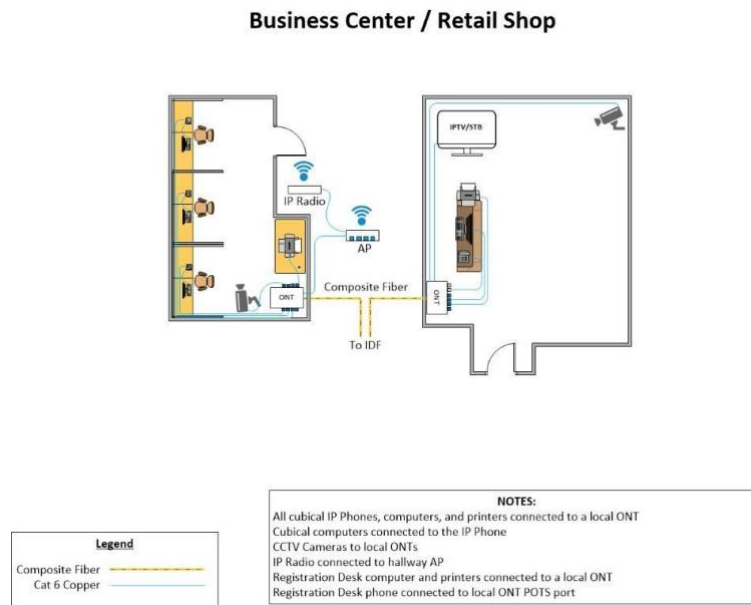 Business Center / Retail Shop
IPTV/STB
IP Radio
AP
ONT
Composite Fiber
ONT
To IDF
NOTES:
All cubical IP Phones, computers, and printers connected to a local ONT
Cubical computers connected to the IP Phone
CCTV Cameras to local ONTs
IP Radio connected to hallway AP
Registration Desk computer and printers connected to a local ONT
Registration Desk phone connected to local ONT POTS port
Legend
Composite Fiber
Cat 6 Copper